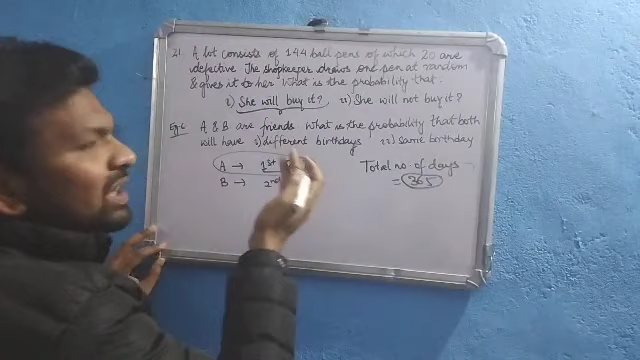 21. A lot consists of 144 ball pens of which 20 are
defective. The shopkeeper draws one pen at random
& gives it to her. What is the probability that.
i) She will buy it? ii) She will not buy it?
Eg:6 A & B are friends What is the probability that both
will have i) different birthdays ii) same birthday
A → 1st
B → 2nd
Total no. of days
= 365